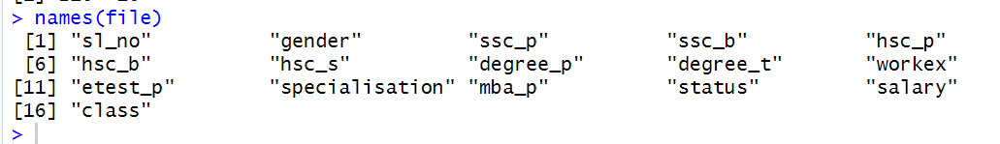 > names(file)
 [1] "sl_no"          "gender"         "ssc_p"          "ssc_b"          "hsc_p"
 [6] "hsc_b"          "hsc_s"          "degree_p"       "degree_t"       "workex"
[11] "etest_p"        "specialisation" "mba_p"          "status"         "salary"
[16] "class"
>